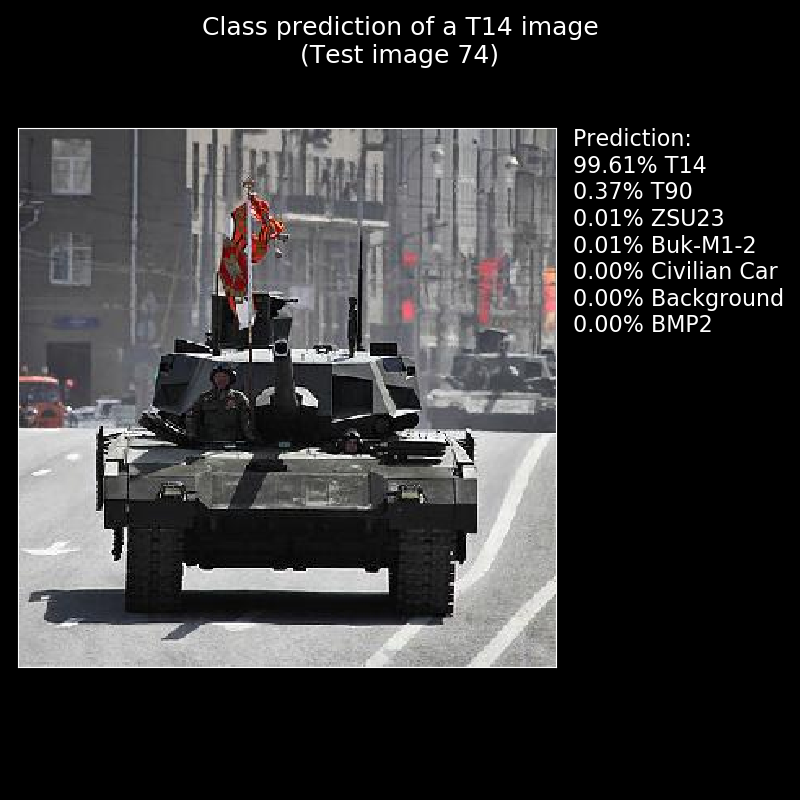 Class prediction of a T14 image
(Test image 74)
Prediction:
99.61% T14
0.37% T90
0.01% ZSU23
0.01% Buk-M1-2
0.00% Civilian Car
0.00% Background
0.00% BMP2